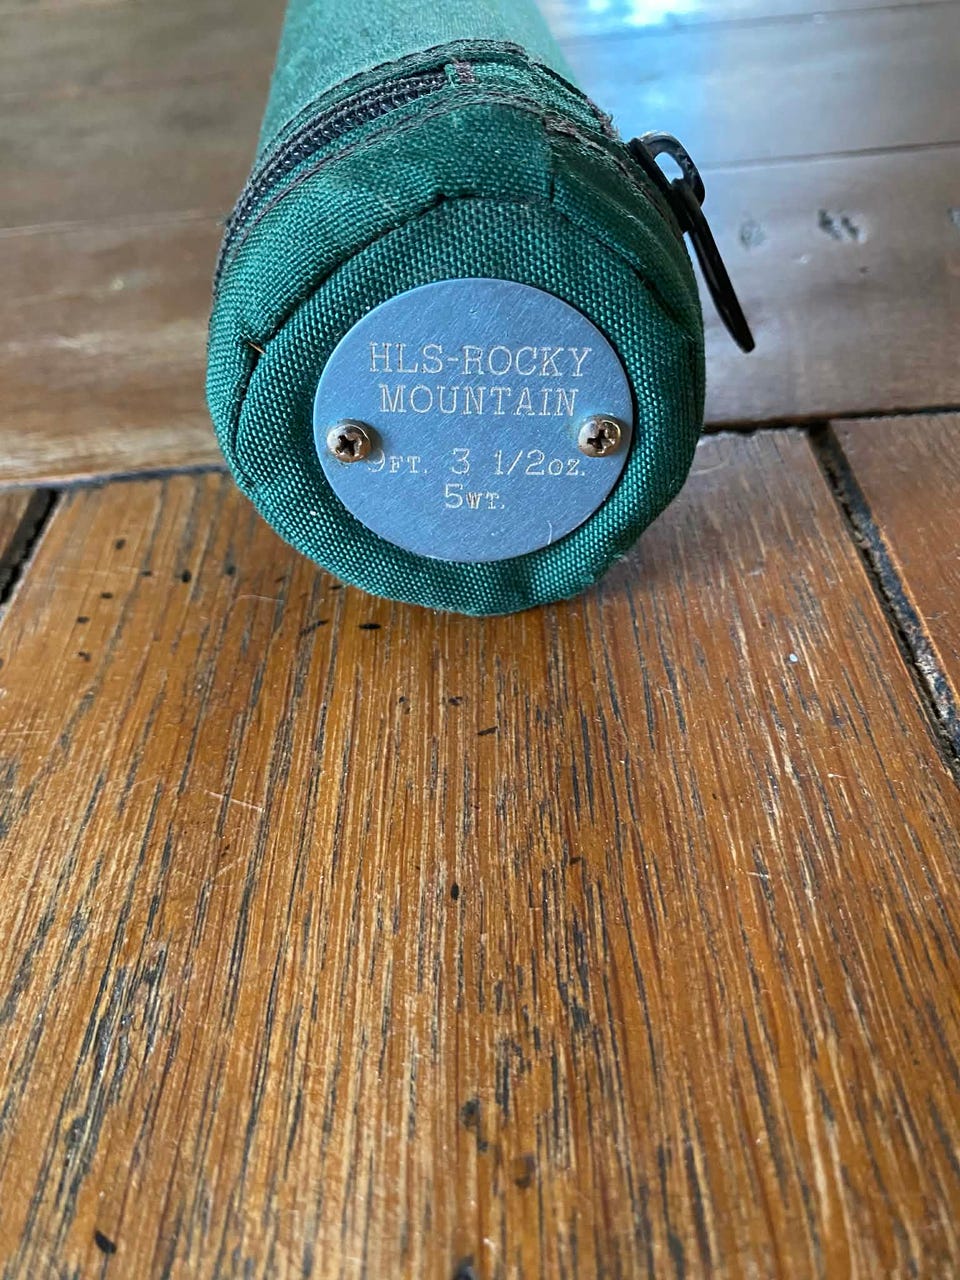 HLS-ROCKY
MOUNTAIN
9FT. 3 1/2OZ.
5WT.